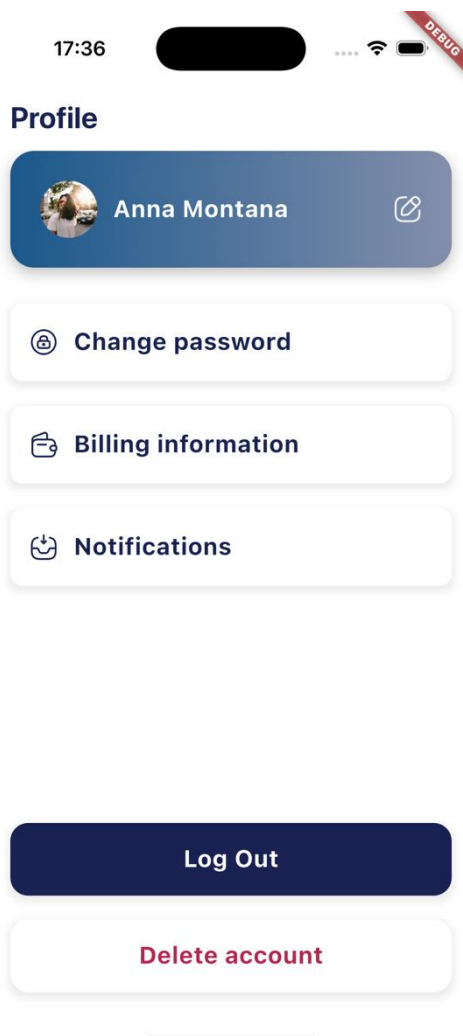 17:36
DEBUG
Profile
Anna Montana
Change password
Billing information
Notifications
Log Out
Delete account